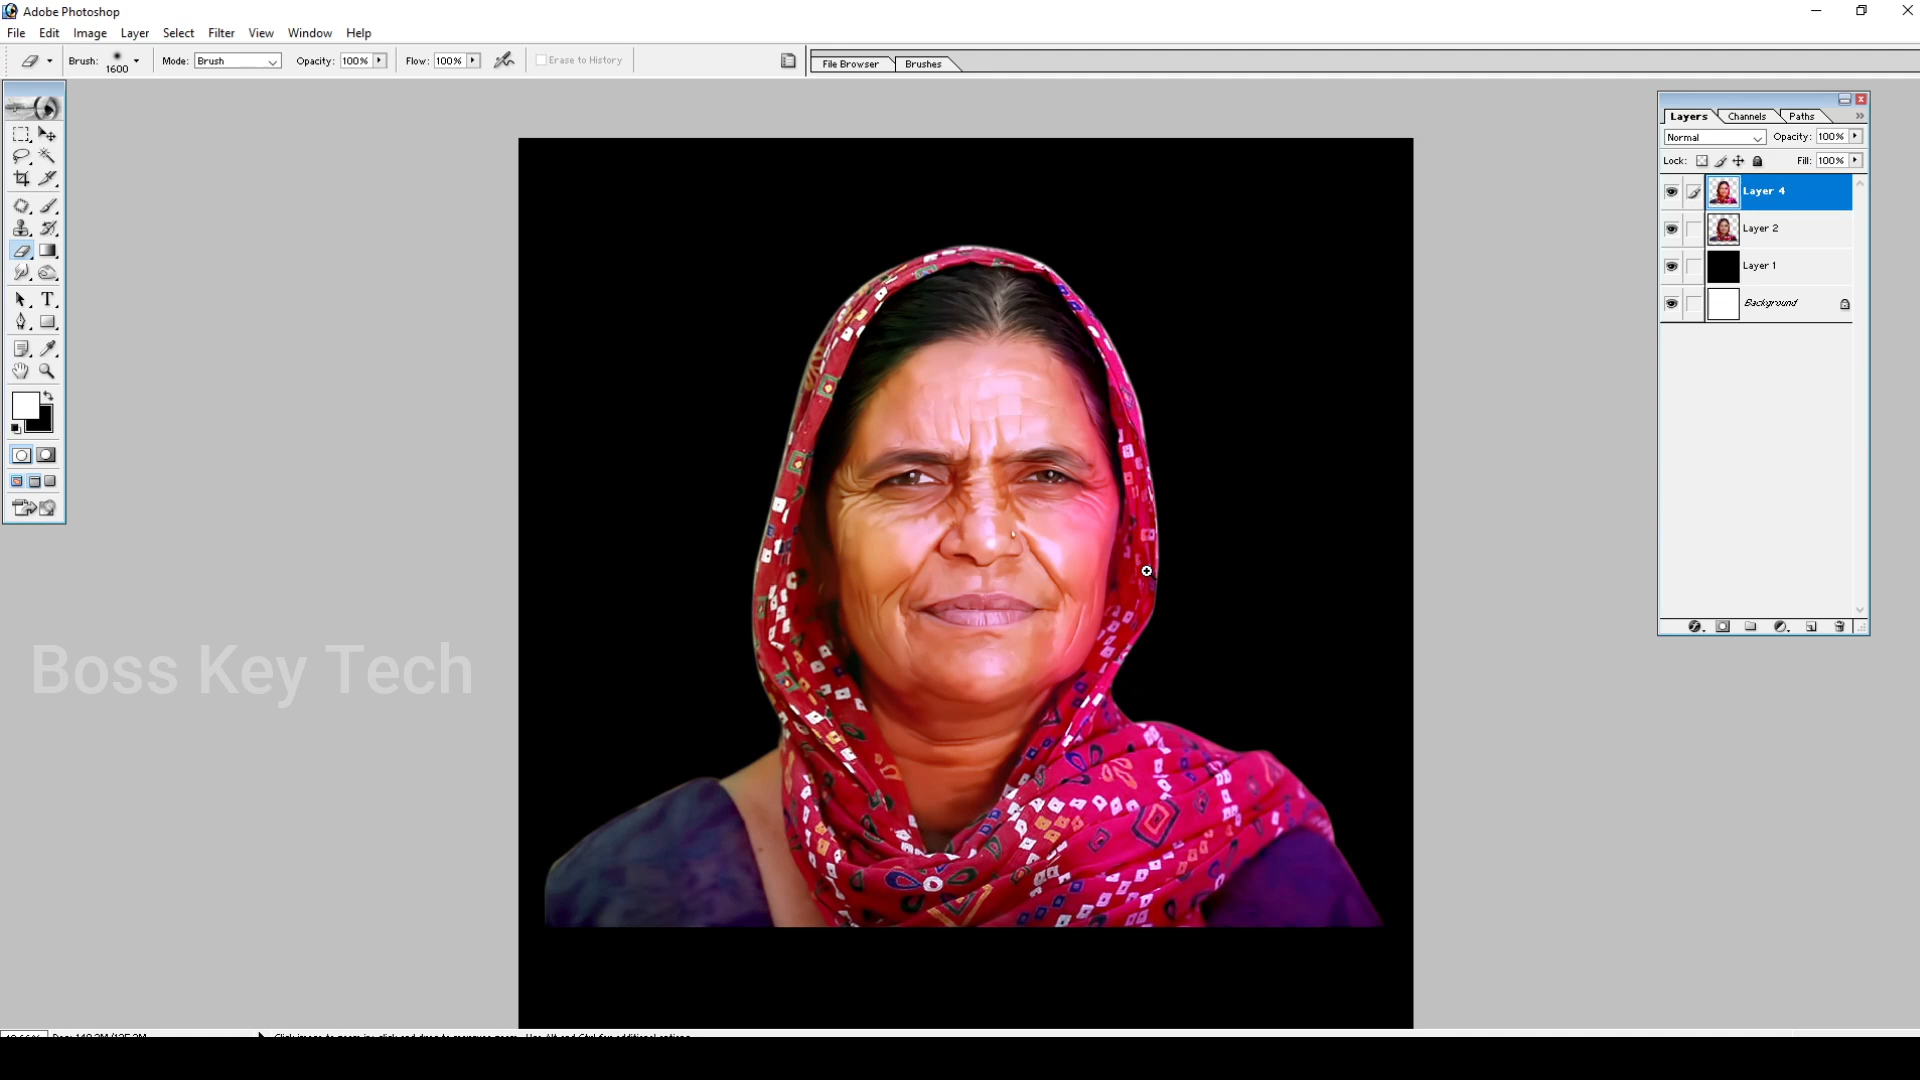 Adobe Photoshop
File Edit Image Layer Select Filter View Window Help
Brush: 1600 Mode: Brush Opacity: 100% Flow: 100% Erase to History File Browser Brushes
Layers Channels Paths
Normal Opacity: 100%
Lock: Fill: 100%
Layer 4
Layer 2
Layer 1
Background
Boss Key Tech